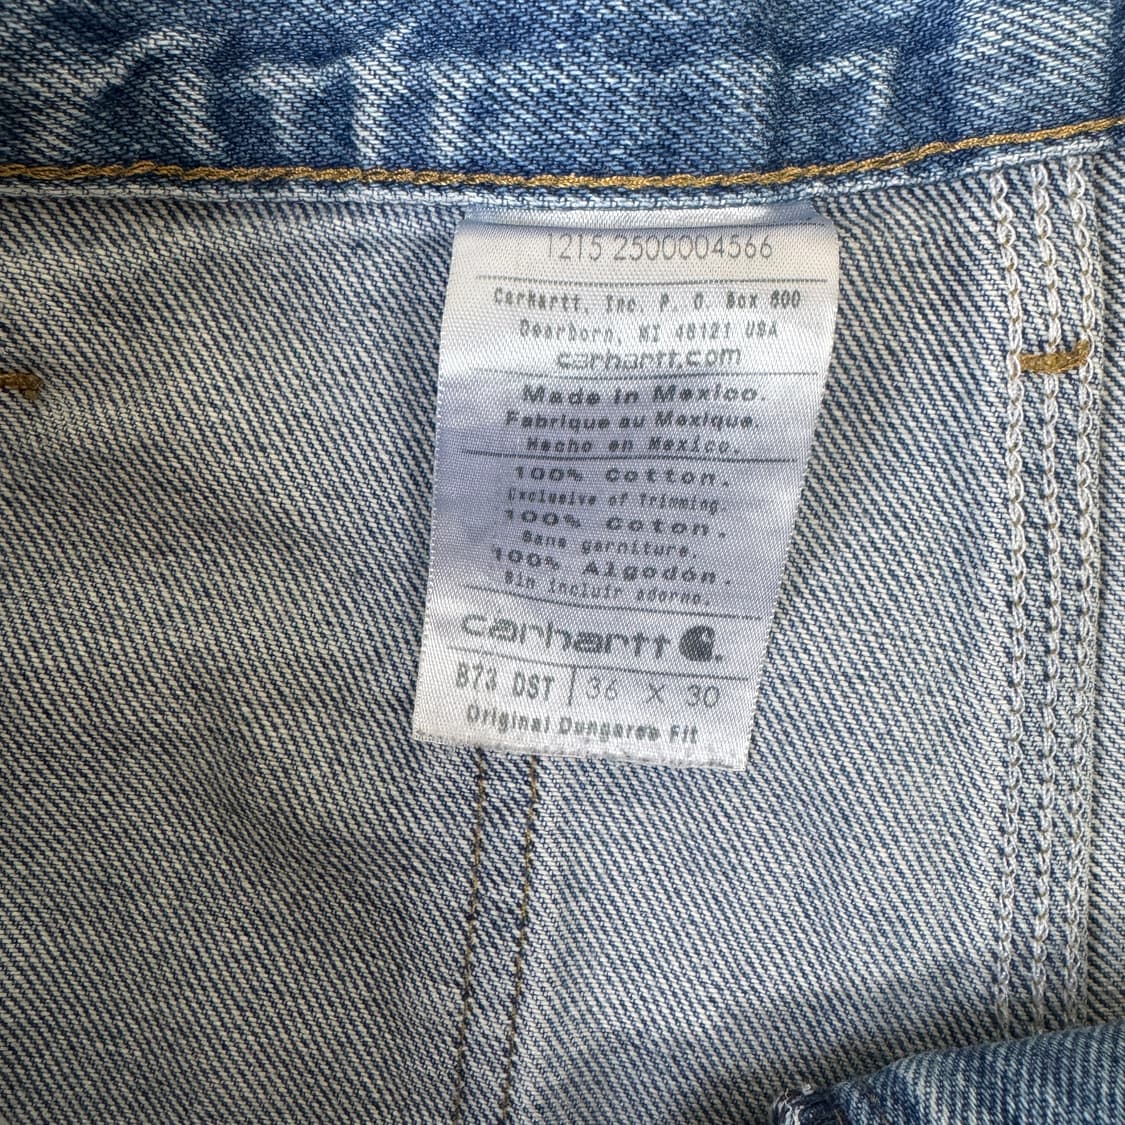 1215 2500004566
Carhartt, Inc. P. O. Box 600
Dearborn, MI 48121 USA
carhartt.com
Made in Mexico.
Fabrique au Mexique.
Hecho en Mexico.
100% Cotton.
Exclusive of Trimming.
100% Coton.
Sans garniture.
100% Algodón.
Sin incluir adorno.
carhartt
B73 DST | 36 X 30
Original Dungaree Fit